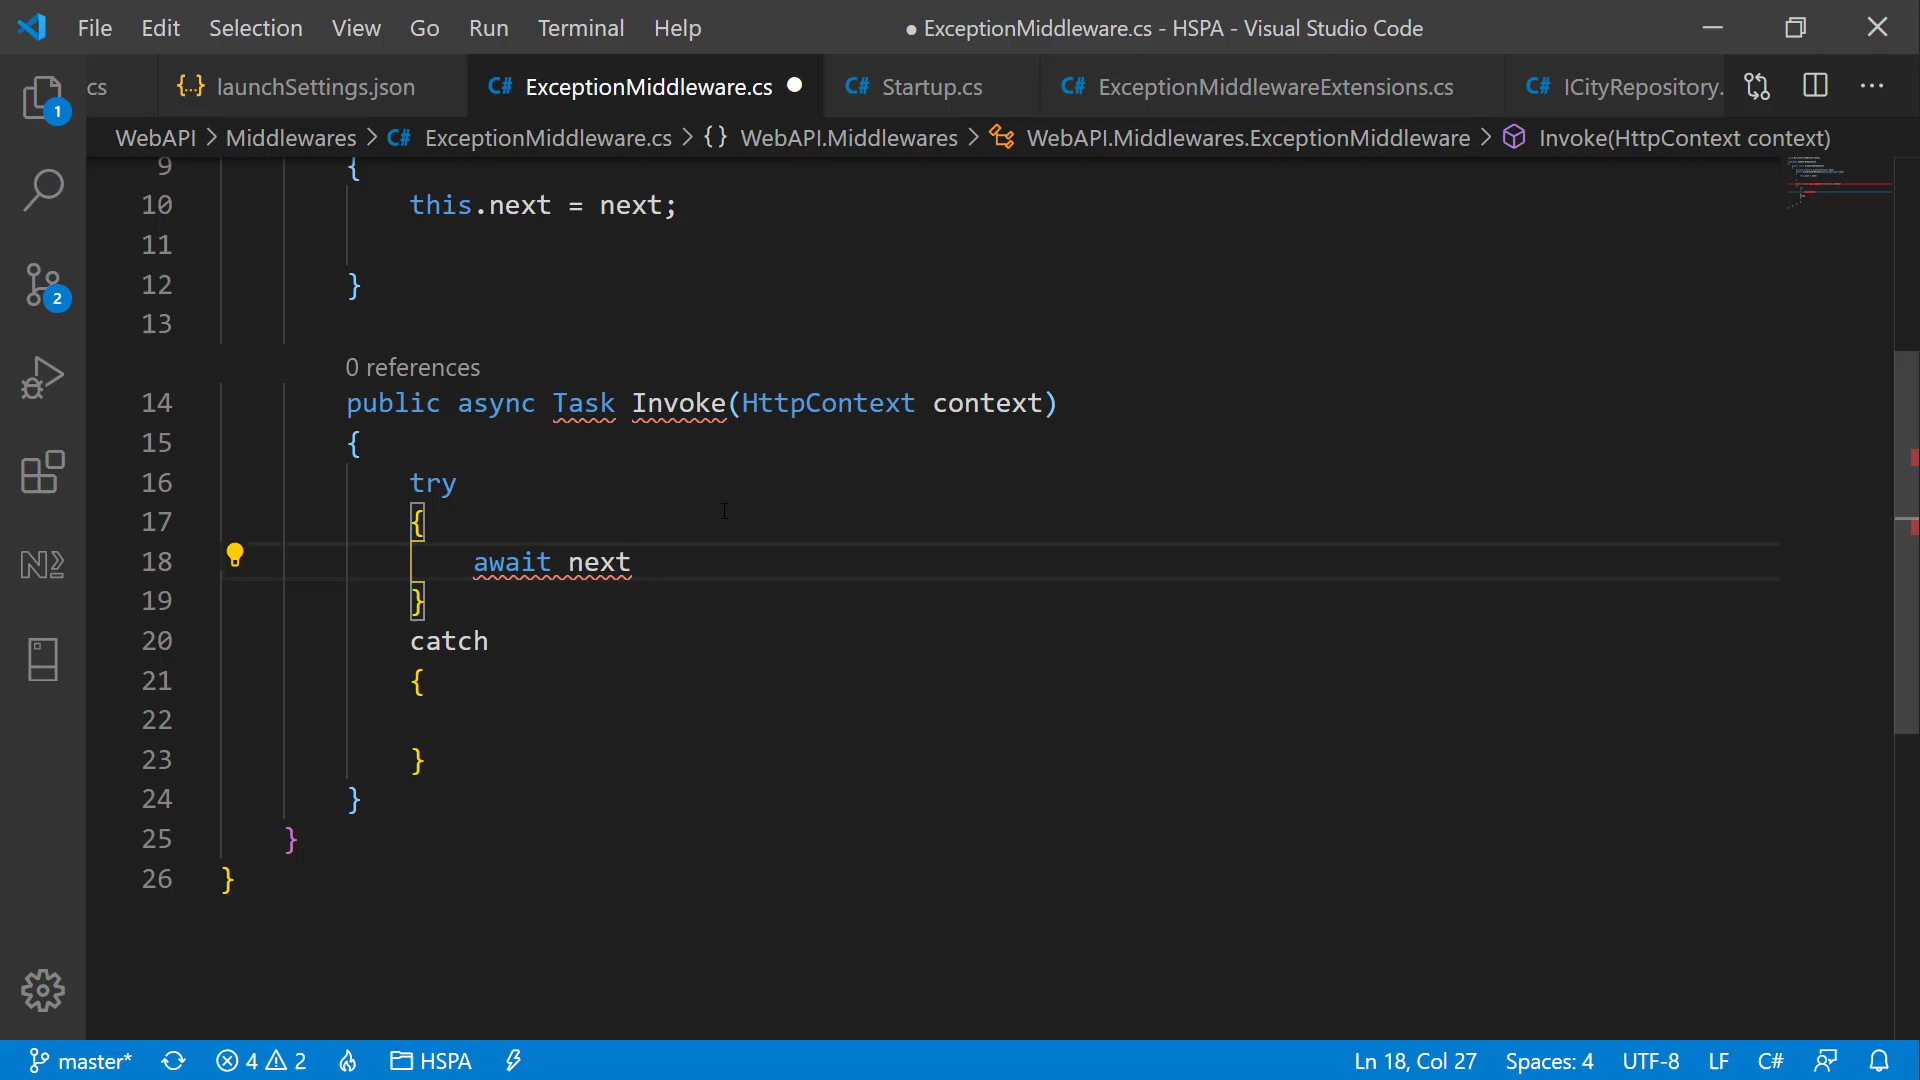 File Edit Selection View Go Run Terminal Help ● ExceptionMiddleware.cs - HSPA - Visual Studio Code
cs {..} launchSettings.json C# ExceptionMiddleware.cs ● C# Startup.cs C# ExceptionMiddlewareExtensions.cs C# ICityRepository.
WebAPI > Middlewares > C# ExceptionMiddleware.cs > {} WebAPI.Middlewares > WebAPI.Middlewares.ExceptionMiddleware > Invoke(HttpContext context)
9 {
10 this.next = next;
11
12 }
13
0 references
14 public async Task Invoke(HttpContext context)
15 {
16 try
17 {
18 await next
19 }
20 catch
21 {
22
23 }
24 }
25 }
26 }
1
2
master* 4 2 HSPA Ln 18, Col 27 Spaces: 4 UTF-8 LF C#